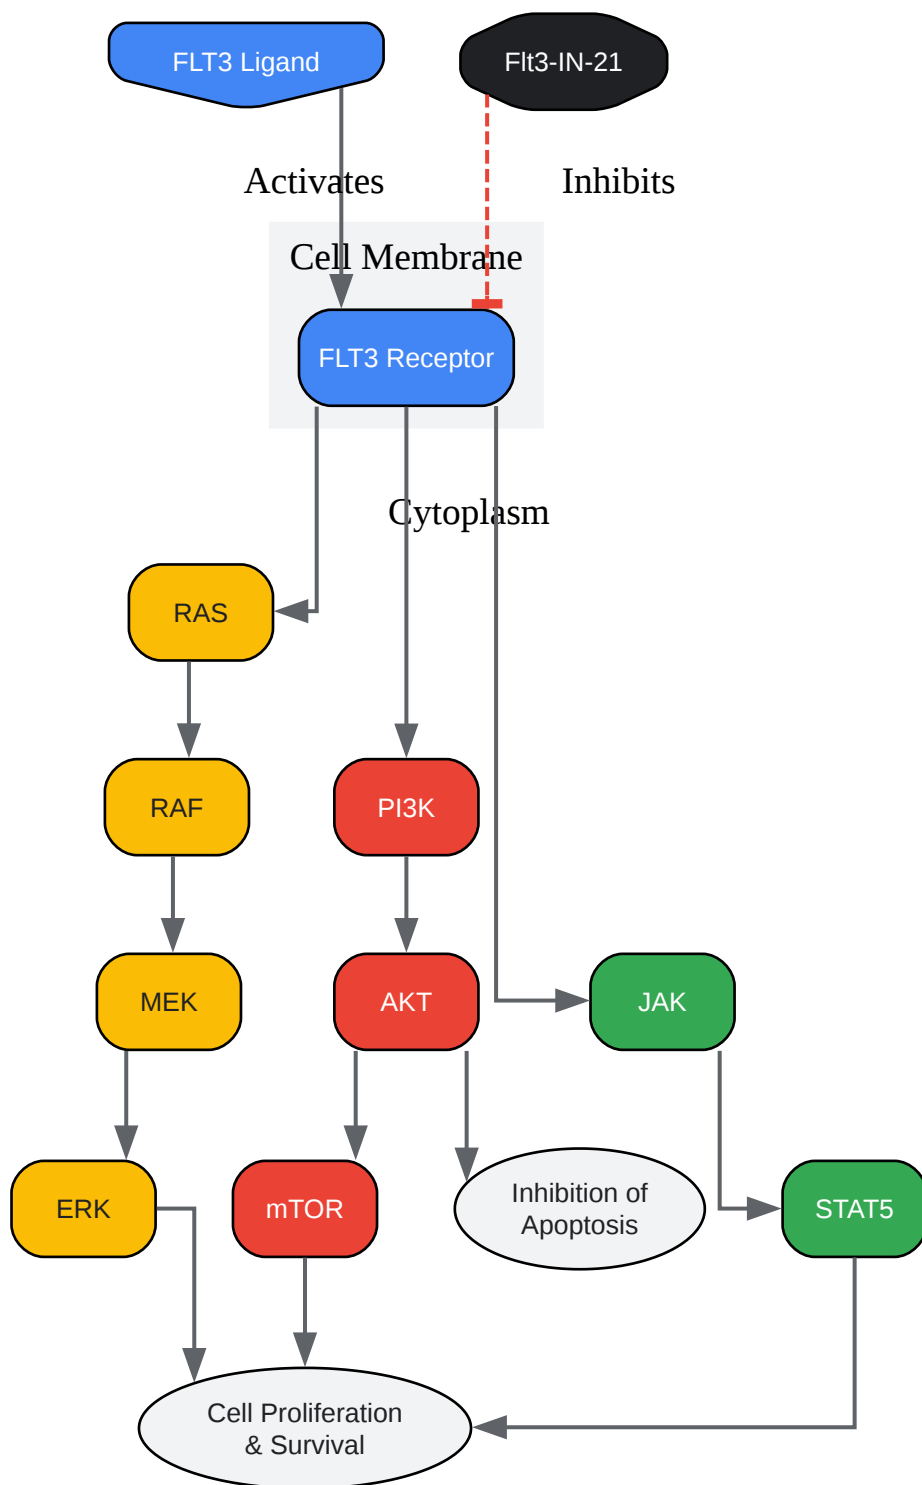 FLT3 Ligand
Flt3-IN-21
Activates
Inhibits
Cell Membrane
FLT3 Receptor
Cytoplasm
RAS
RAF
PI3K
MEK
AKT
JAK
ERK
mTOR
Inhibition of
Apoptosis
STAT5
Cell Proliferation
& Survival